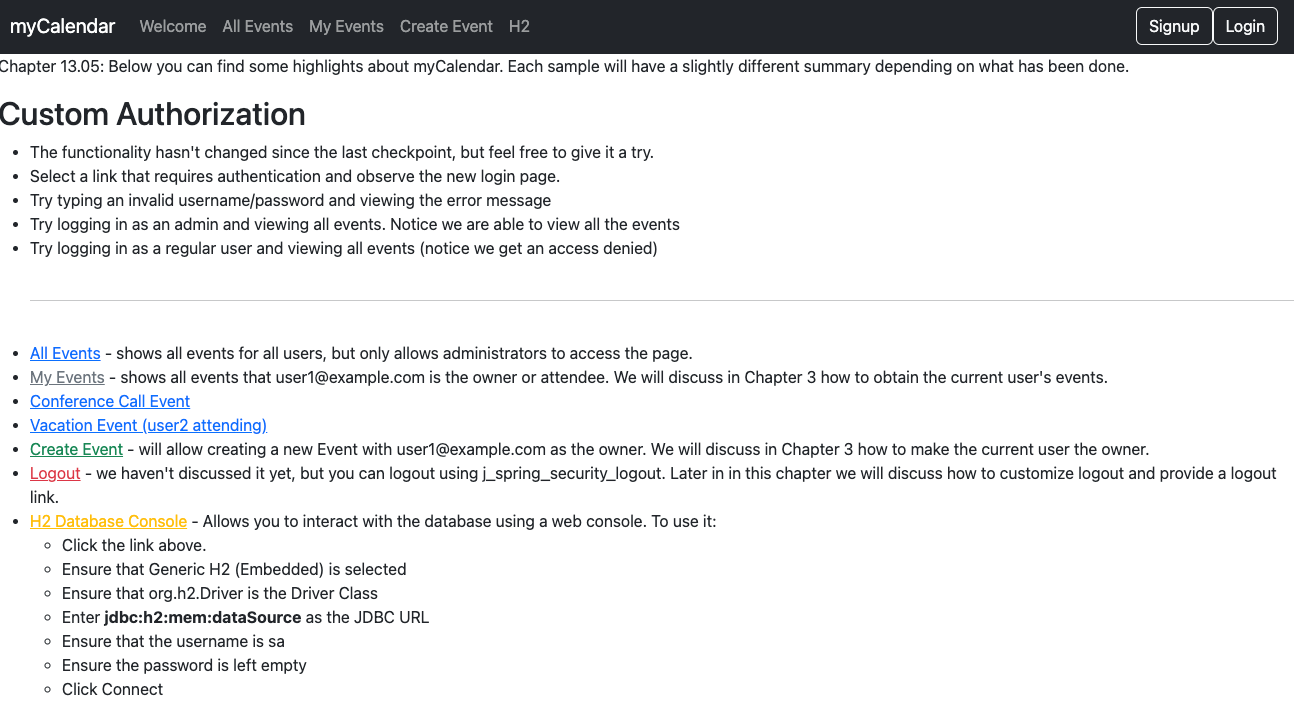 myCalendar Welcome All Events My Events Create Event H2 Signup Login
Chapter 13.05: Below you can find some highlights about myCalendar. Each sample will have a slightly different summary depending on what has been done.
Custom Authorization
The functionality hasn't changed since the last checkpoint, but feel free to give it a try.
Select a link that requires authentication and observe the new login page.
Try typing an invalid username/password and viewing the error message
Try logging in as an admin and viewing all events. Notice we are able to view all the events
Try logging in as a regular user and viewing all events (notice we get an access denied)
All Events - shows all events for all users, but only allows administrators to access the page.
My Events - shows all events that user1@example.com is the owner or attendee. We will discuss in Chapter 3 how to obtain the current user's events.
Conference Call Event
Vacation Event (user2 attending)
Create Event - will allow creating a new Event with user1@example.com as the owner. We will discuss in Chapter 3 how to make the current user the owner.
Logout - we haven't discussed it yet, but you can logout using j_spring_security_logout. Later in in this chapter we will discuss how to customize logout and provide a logout
link.
H2 Database Console - Allows you to interact with the database using a web console. To use it:
Click the link above.
Ensure that Generic H2 (Embedded) is selected
Ensure that org.h2.Driver is the Driver Class
Enter jdbc:h2:mem:dataSource as the JDBC URL
Ensure that the username is sa
Ensure the password is left empty
Click Connect